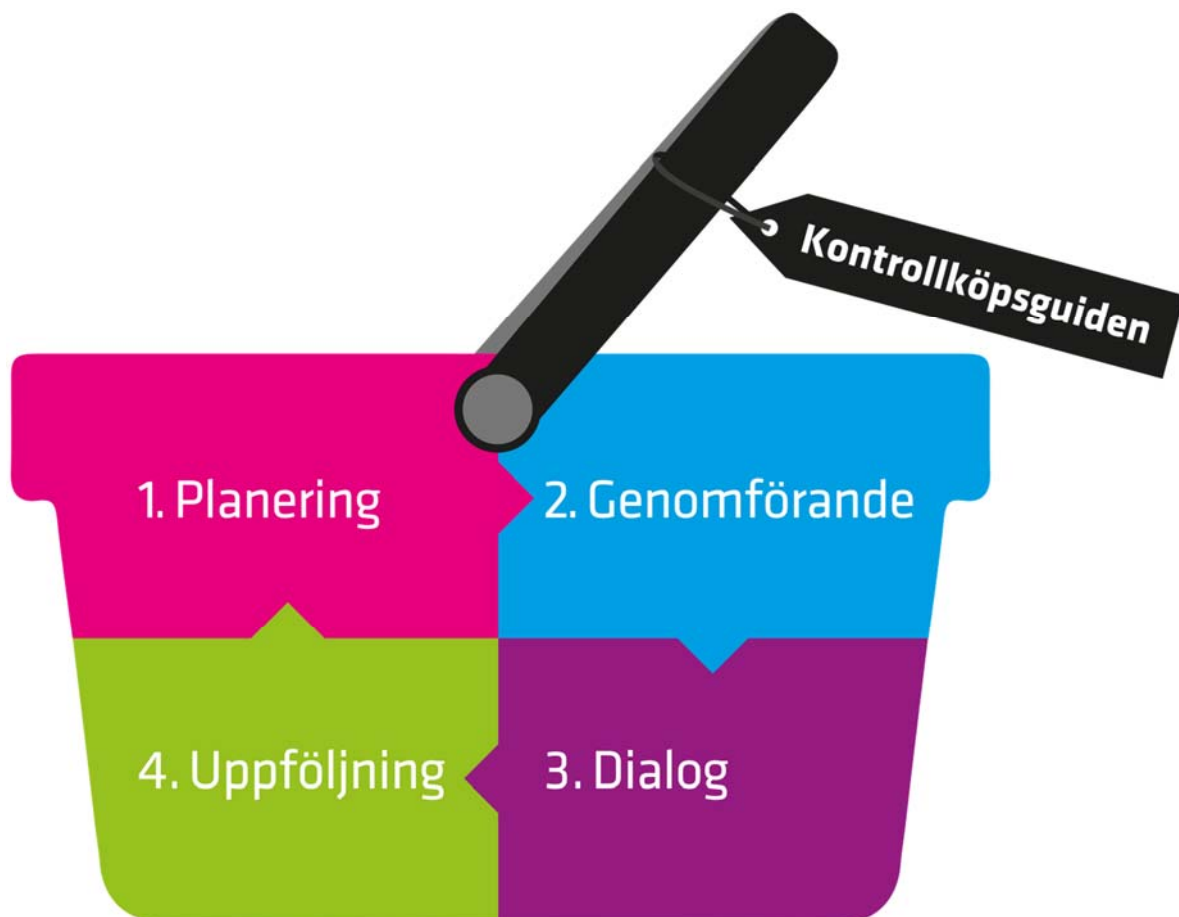 Kontrollköpsguiden
1. Planering
2. Genomförande
4. Uppföljning
3. Dialog